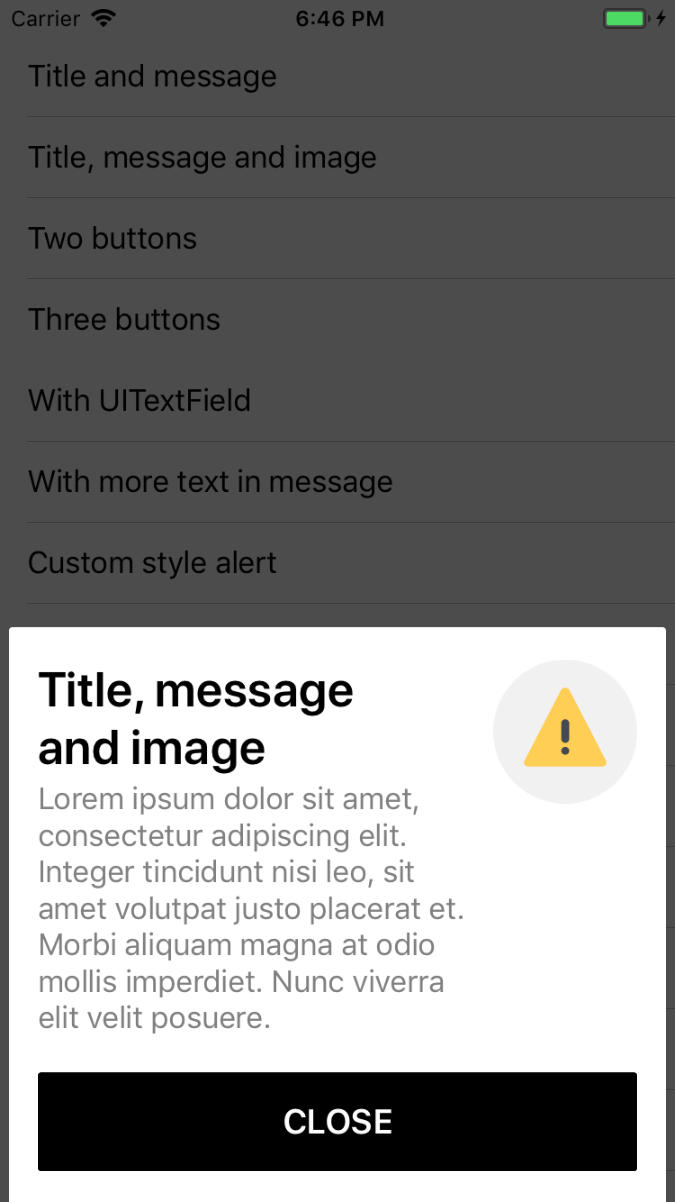 Carrier 6:46 PM
Title and message
Title, message and image
Two buttons
Three buttons
With UITextField
With more text in message
Custom style alert
Title, message
and image
Lorem ipsum dolor sit amet,
consectetur adipiscing elit.
Integer tincidunt nisi leo, sit
amet volutpat justo placerat et.
Morbi aliquam magna at odio
mollis imperdiet. Nunc viverra
elit velit posuere.
CLOSE